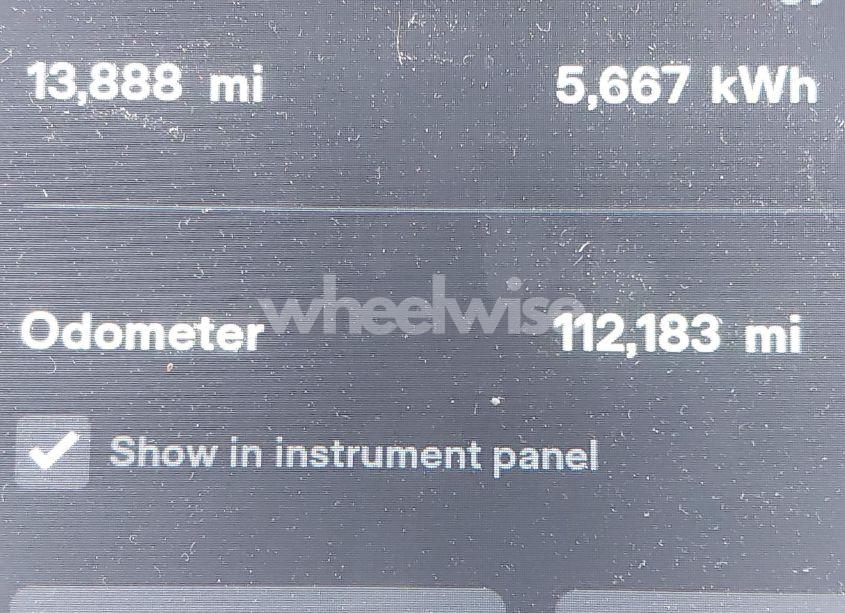 13,888 mi 5,667 kWh
wheelwise
Odometer 112,183 mi
Show in instrument panel